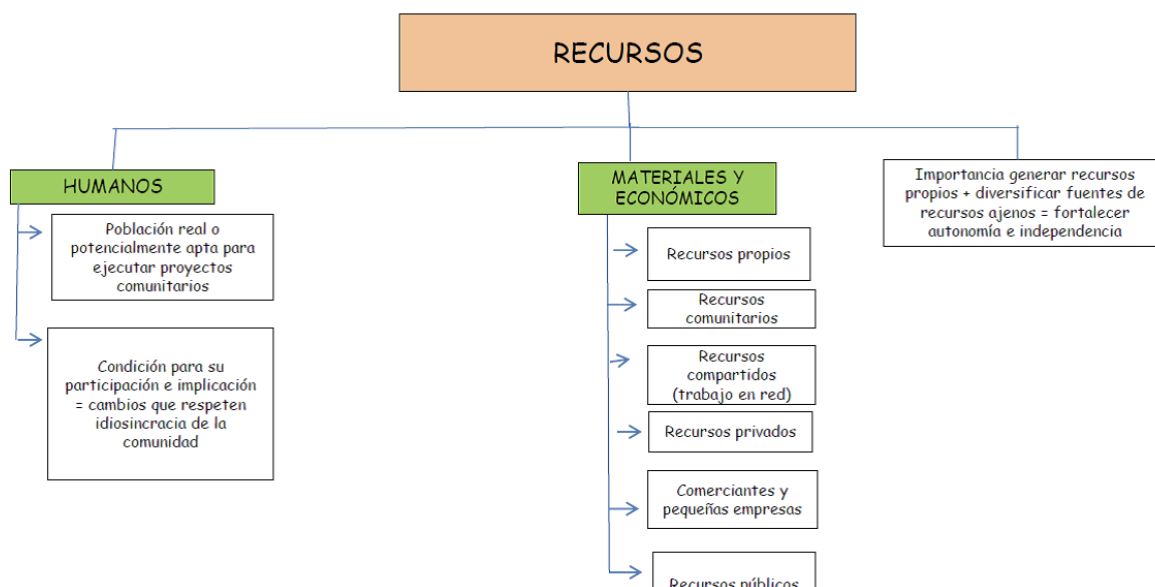 RECURSOS
HUMANOS
Población real o
potencialmente apta para
ejecutar proyectos
comunitarios
Condición para su
participación e implicación
= cambios que respeten
idiosincracia de la
comunidad
MATERIALES Y
ECONÓMICOS
Recursos propios
Recursos
comunitarios
Recursos
compartidos
(trabajo en red)
Recursos privados
Comerciantes y
pequeñas empresas
Recursos públicos
Importancia generar recursos
propios + diversificar fuentes de
recursos ajenos = fortalecer
autonomía e independencia